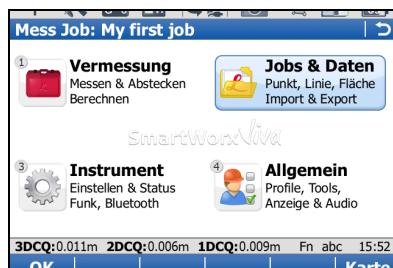 Mess Job: My first job
1
Vermessung
Messen & Abstecken
Berechnen
Jobs & Daten
Punkt, Linie, Fläche
Import & Export
SmartWorx Viva
3
Instrument
Einstellen & Status
Funk, Bluetooth
4
Allgemein
Profile, Tools,
Anzeige & Audio
3DCQ:0.011m 2DCQ:0.006m 1DCQ:0.009m Fn abc 15:52
OK Karte